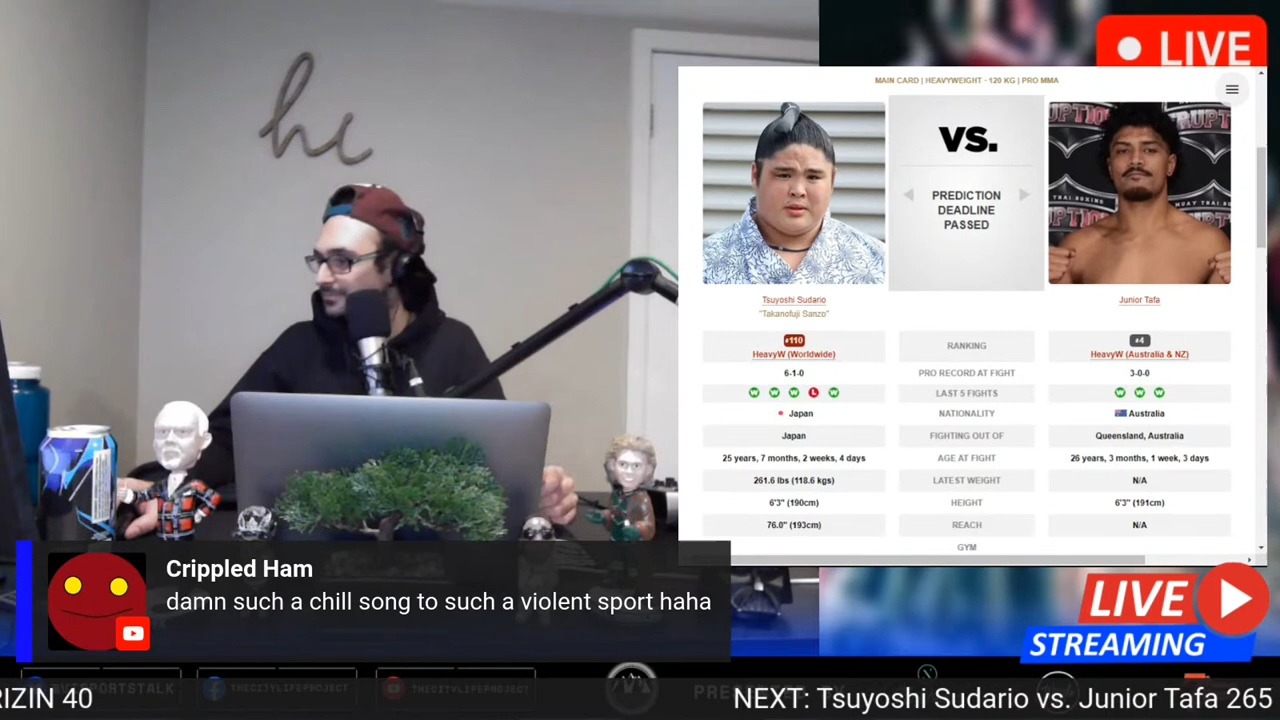 hi
LIVE
MAIN CARD | HEAVYWEIGHT · 120 KG | PRO MMA
VS.
PREDICTION
DEADLINE
PASSED
Tsuyoshi Sudario
"Takanofuji Sanzo"
Junior Tafa
#110
HeavyW (Worldwide)
RANKING
#4
HeavyW (Australia & NZ)
6-1-0
PRO RECORD AT FIGHT
3-0-0
W W W L W
LAST 5 FIGHTS
W W W
Japan
NATIONALITY
Australia
Japan
FIGHTING OUT OF
Queensland, Australia
25 years, 7 months, 2 weeks, 4 days
AGE AT FIGHT
26 years, 3 months, 1 week, 3 days
261.6 lbs (118.6 kgs)
LATEST WEIGHT
N/A
6'3" (190cm)
HEIGHT
6'3" (191cm)
76.0" (193cm)
REACH
N/A
GYM
Crippled Ham
damn such a chill song to such a violent sport haha
LIVE
STREAMING
THECITYLIFEPROJECT
THECITYLIFEPROJECT
RIZIN 40
NEXT: Tsuyoshi Sudario vs. Junior Tafa 265